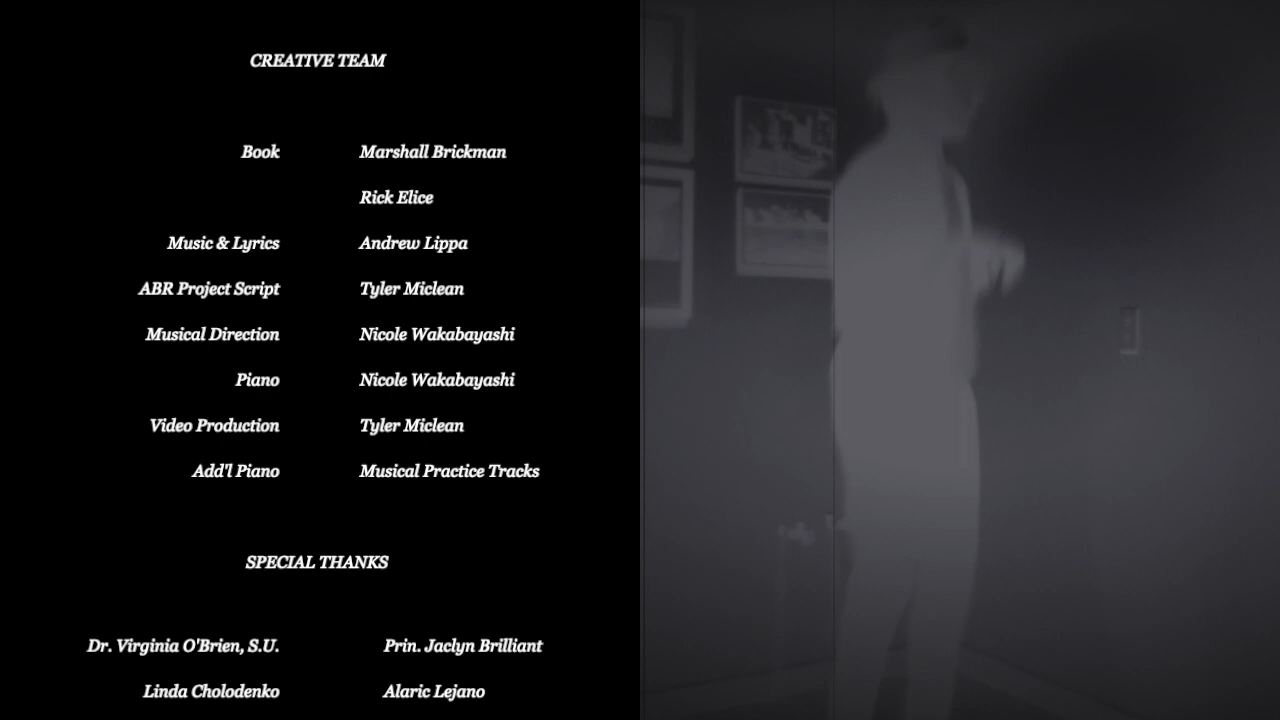 CREATIVE TEAM
Book Marshall Brickman
Rick Elice
Music & Lyrics Andrew Lippa
ABR Project Script Tyler Miclean
Musical Direction Nicole Wakabayashi
Piano Nicole Wakabayashi
Video Production Tyler Miclean
Add'l Piano Musical Practice Tracks
SPECIAL THANKS
Dr. Virginia O'Brien, S.U. Prin. Jaclyn Brilliant
Linda Cholodenko Alaric Lejano